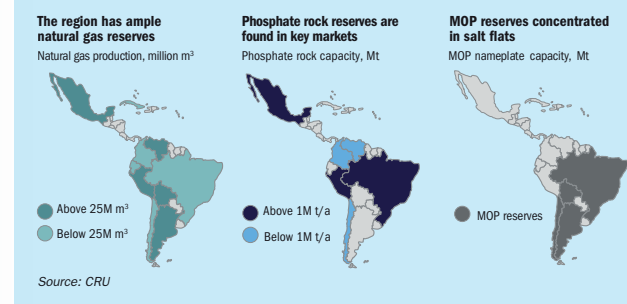 The region has ample
natural gas reserves
Natural gas production, million m³
Above 25M m³
Below 25M m³
Phosphate rock reserves are
found in key markets
Phosphate rock capacity, Mt
Above 1M t/a
Below 1M t/a
MOP reserves concentrated
in salt flats
MOP nameplate capacity, Mt
MOP reserves
Source: CRU